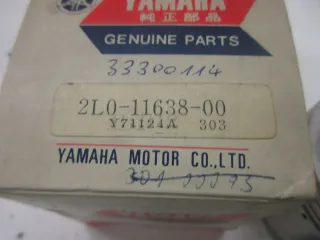 YAMAHA
純正部品
GENUINE PARTS
33300114
2L0-11638-00
Y71124A 303
YAMAHA MOTOR CO.,LTD.